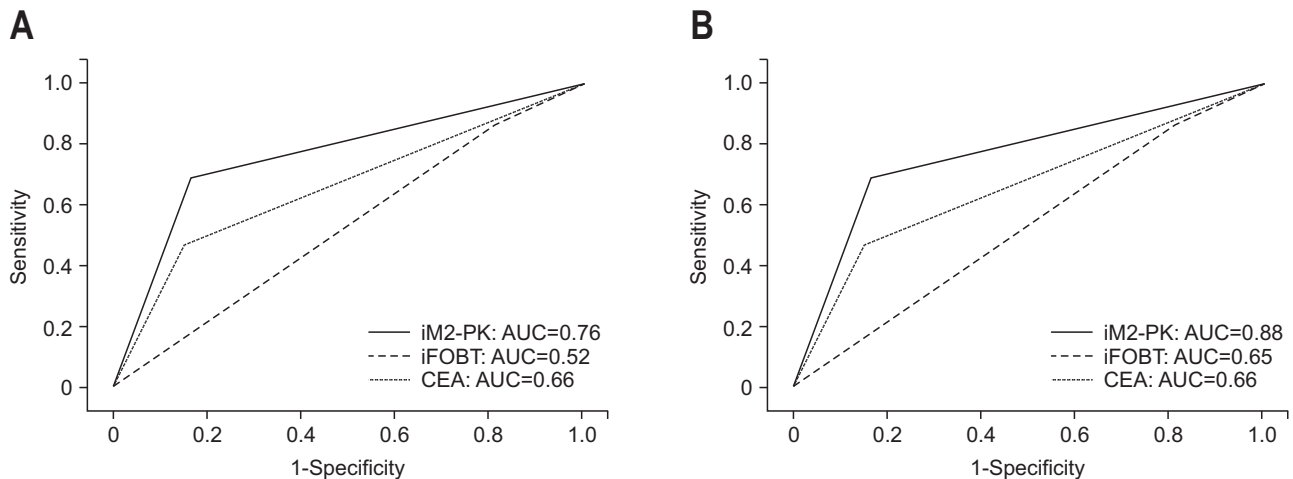 A
Sensitivity
1.0
0.8
0.6
0.4
0.2
0
iM2-PK: AUC=0.76
iFOBT: AUC=0.52
CEA: AUC=0.66
0 0.2 0.4 0.6 0.8 1.0
1-Specificity
B
Sensitivity
1.0
0.8
0.6
0.4
0.2
0
iM2-PK: AUC=0.88
iFOBT: AUC=0.65
CEA: AUC=0.66
0 0.2 0.4 0.6 0.8 1.0
1-Specificity